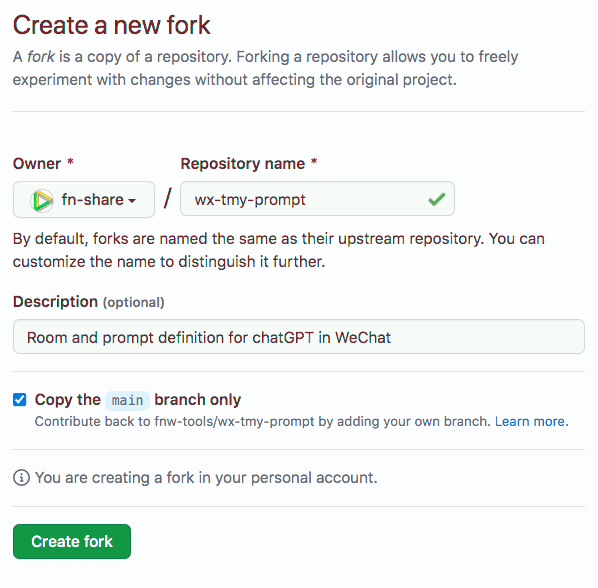 Create a new fork
A fork is a copy of a repository. Forking a repository allows you to freely
experiment with changes without affecting the original project.
Owner * Repository name *
fn-share / wx-tmy-prompt
By default, forks are named the same as their upstream repository. You can
customize the name to distinguish it further.
Description (optional)
Room and prompt definition for chatGPT in WeChat
Copy the main branch only
Contribute back to fnw-tools/wx-tmy-prompt by adding your own branch. Learn more.
You are creating a fork in your personal account.
Create fork